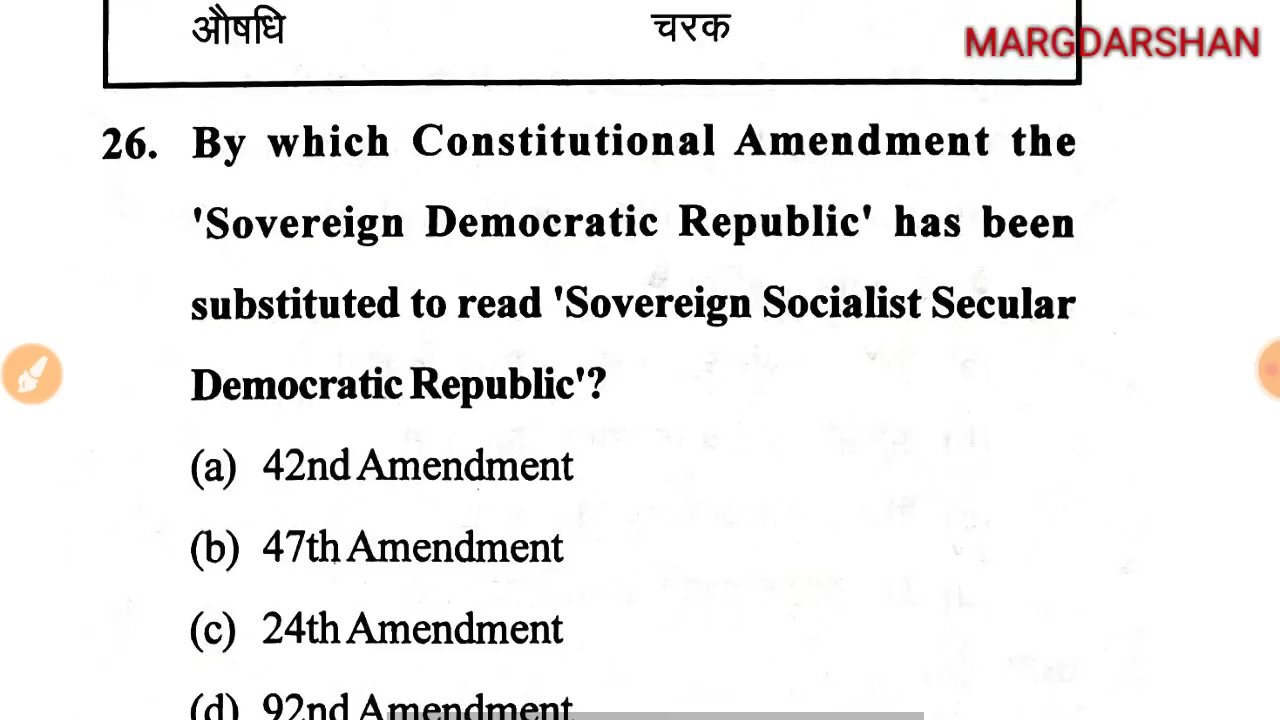 औषधि चरक
MARGDARSHAN
26. By which Constitutional Amendment the
'Sovereign Democratic Republic' has been
substituted to read 'Sovereign Socialist Secular
Democratic Republic'?
(a) 42nd Amendment
(b) 47th Amendment
(c) 24th Amendment
(d) 92nd Amendment